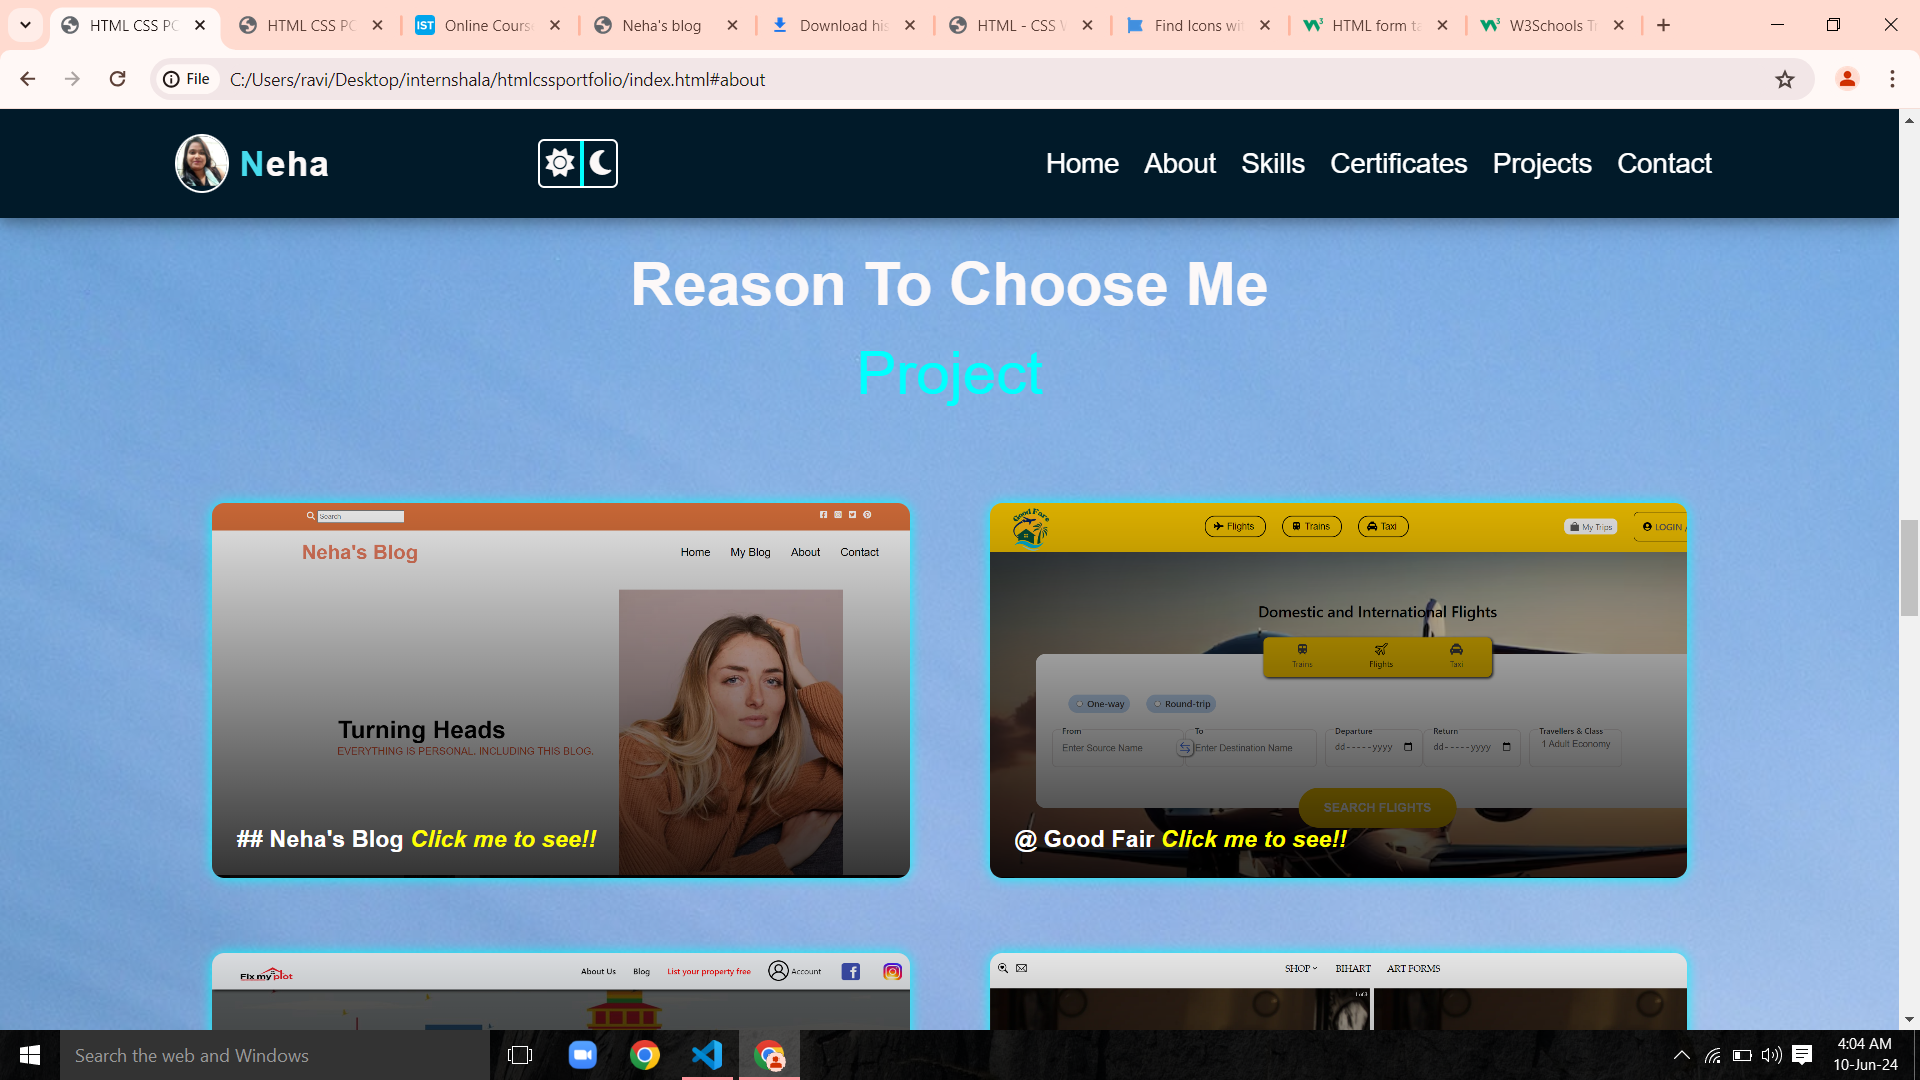 HTML CSS PO
HTML CSS PO
IST Online Course
Neha's blog
Download his
HTML - CSS V
Find Icons wit
HTML form ta
W3Schools Tr
File C:/Users/ravi/Desktop/internshala/htmlcssportfolio/index.html#about
Neha
Home About Skills Certificates Projects Contact
Reason To Choose Me
Project
Search
Neha's Blog
Home My Blog About Contact
Turning Heads
EVERYTHING IS PERSONAL. INCLUDING THIS BLOG.
## Neha's Blog Click me to see!!
Good Fare
Flights Trains Taxi My Trips LOGIN /
Domestic and International Flights
Trains Flights Taxi
One-way Round-trip
From To Departure Return Travellers & Class
Enter Source Name Enter Destination Name dd-----yyyy dd-----yyyy 1 Adult Economy
SEARCH FLIGHTS
@ Good Fair Click me to see!!
Fix my plot
About Us Blog List your property free Account
SHOP BIHART ART FORMS
Search the web and Windows
4:04 AM
10-Jun-24